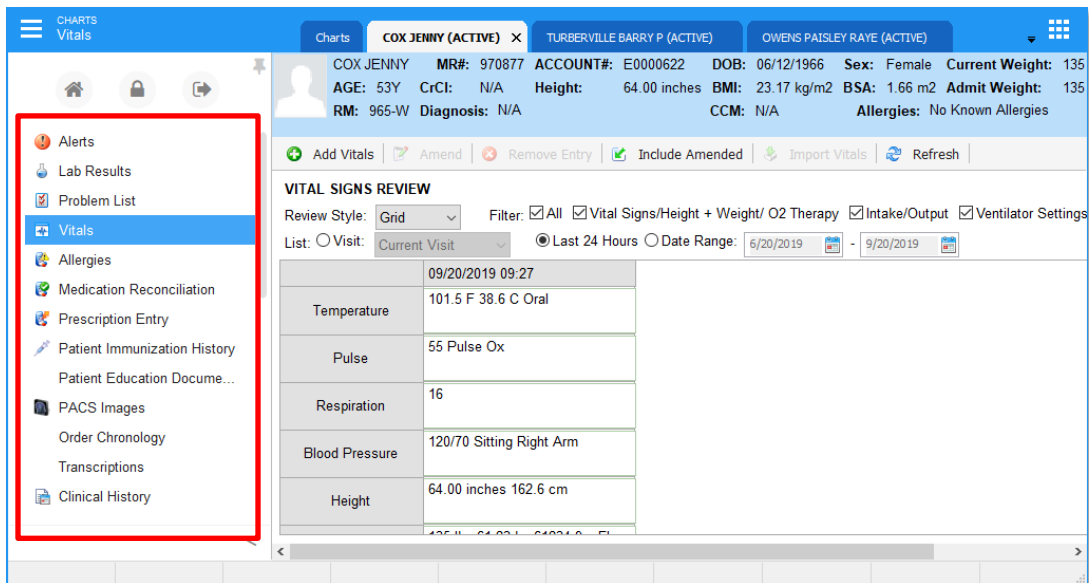 CHARTS
Vitals
Charts
COX JENNY (ACTIVE) X
TURBERVILLE BARRY P (ACTIVE)
OWENS PAISLEY RAYE (ACTIVE)
COX JENNY MR#: 970877 ACCOUNT#: E0000622 DOB: 06/12/1966 Sex: Female Current Weight: 135
AGE: 53Y CrCl: N/A Height: 64.00 inches BMI: 23.17 kg/m2 BSA: 1.66 m2 Admit Weight: 135
RM: 965-W Diagnosis: N/A CCM: N/A Allergies: No Known Allergies
Alerts
Lab Results
Problem List
Vitals
Allergies
Medication Reconciliation
Prescription Entry
Patient Immunization History
Patient Education Docume...
PACS Images
Order Chronology
Transcriptions
Clinical History
Add Vitals Amend Remove Entry Include Amended Import Vitals Refresh
VITAL SIGNS REVIEW
Review Style: Grid Filter: All Vital Signs/Height + Weight/ O2 Therapy Intake/Output Ventilator Settings
List: Visit: Current Visit Last 24 Hours Date Range: 6/20/2019 - 9/20/2019
09/20/2019 09:27
Temperature 101.5 F 38.6 C Oral
Pulse 55 Pulse Ox
Respiration 16
Blood Pressure 120/70 Sitting Right Arm
Height 64.00 inches 162.6 cm